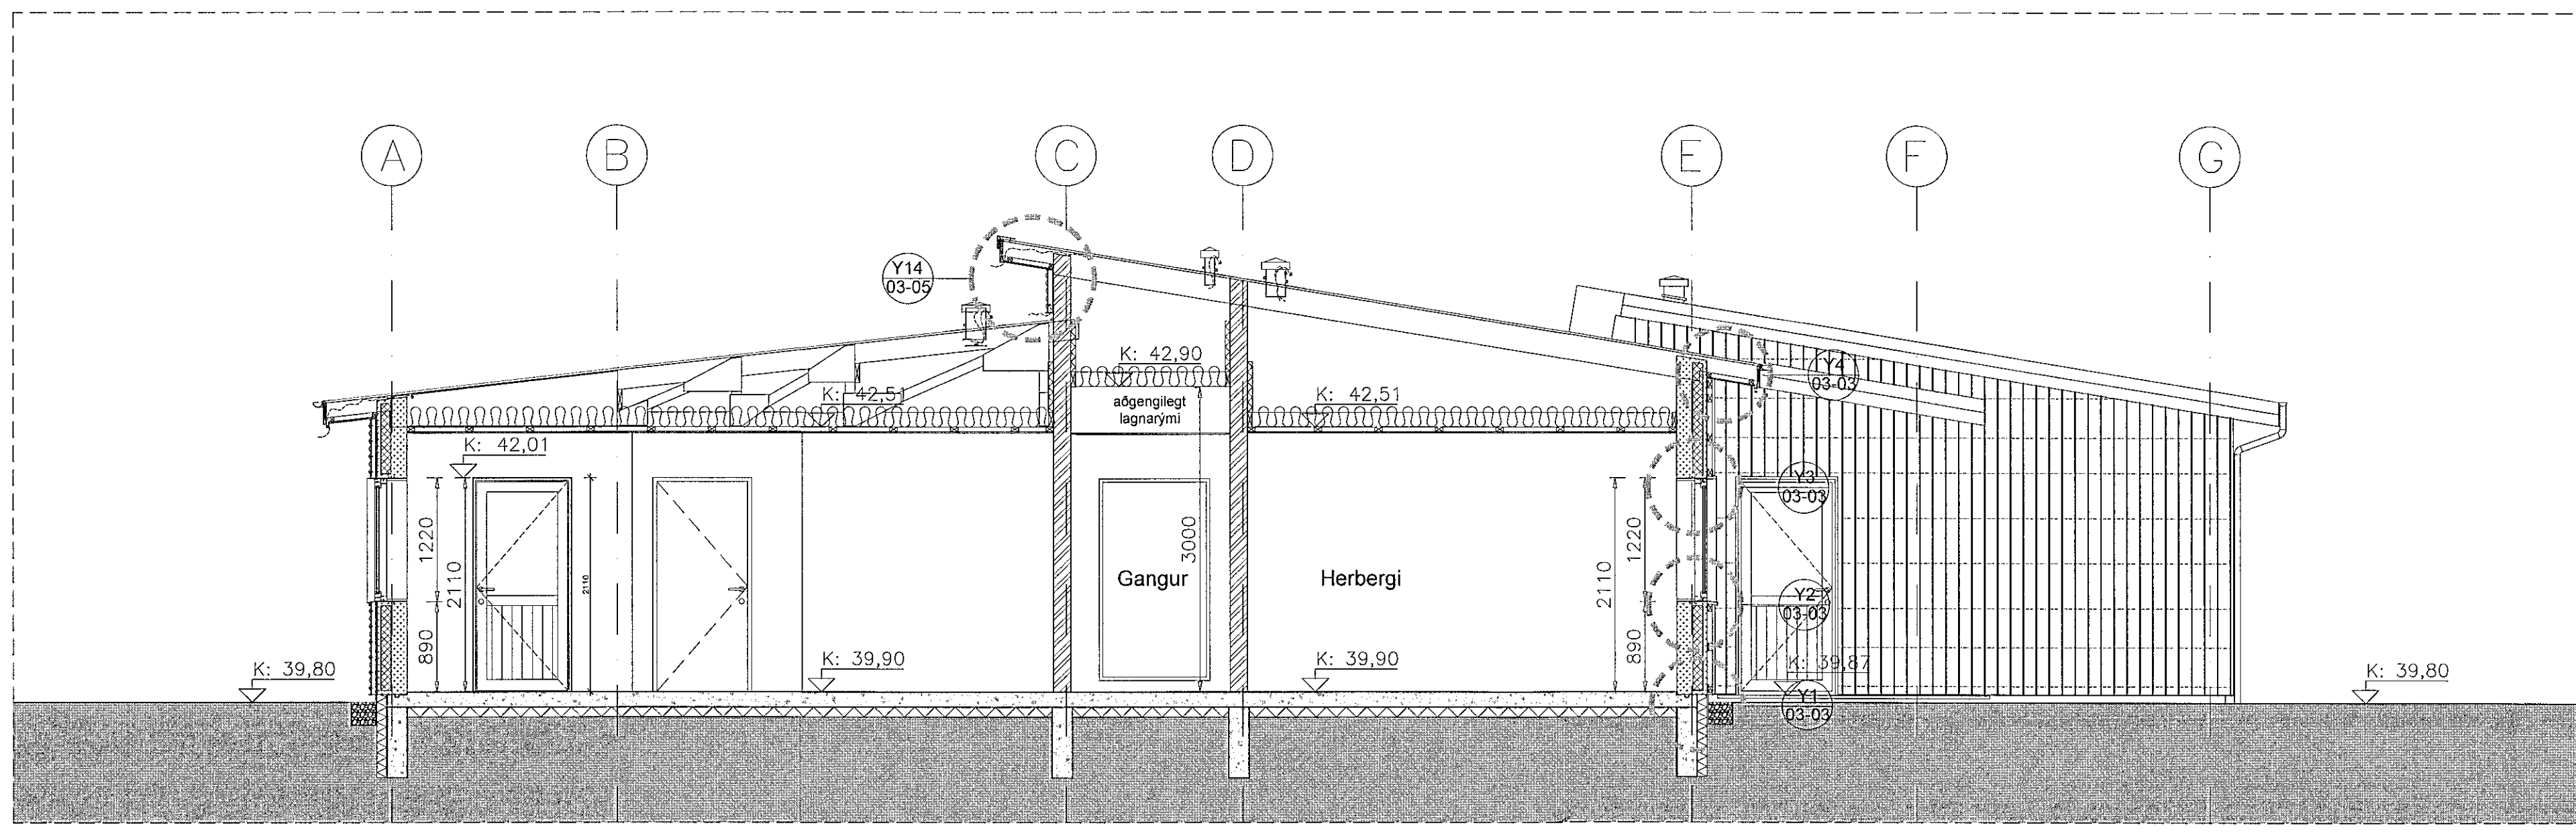 A
B
C
D
E
F
G
Y14
03-05
K: 42,90
aðgengilegt
lagnarými
K: 42,51
K: 42,51
Y4
03-03
K: 42,01
Y3
03-03
1220
2110
2110
3000
1220
2110
Gangur
Herbergi
Y2
03-03
890
890
K: 39,80
K: 39,90
K: 39,90
K: 39,87
K: 39,80
Y1
03-03